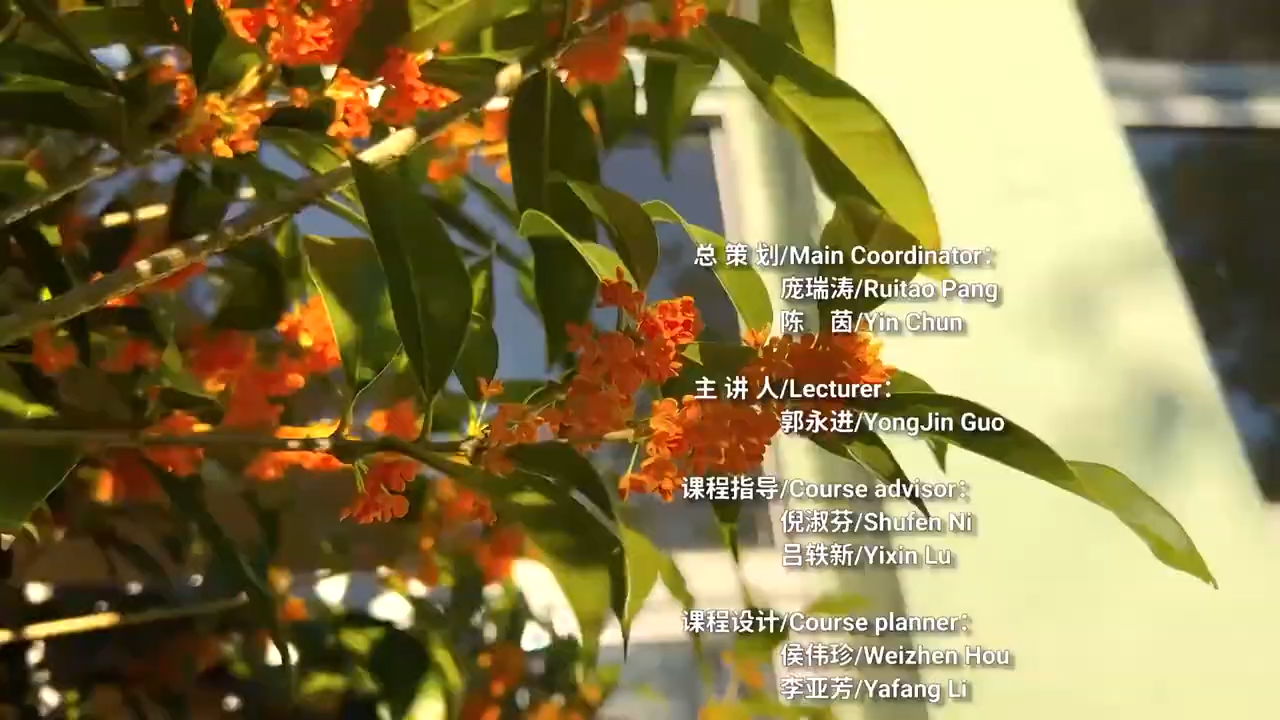 总 策 划/Main Coordinator：
庞瑞涛/Ruitao Pang
陈　茵/Yin Chun
主 讲 人/Lecturer：
郭永进/YongJin Guo
课程指导/Course advisor：
倪淑芬/Shufen Ni
吕轶新/Yixin Lu
课程设计/Course planner：
侯伟珍/Weizhen Hou
李亚芳/Yafang Li